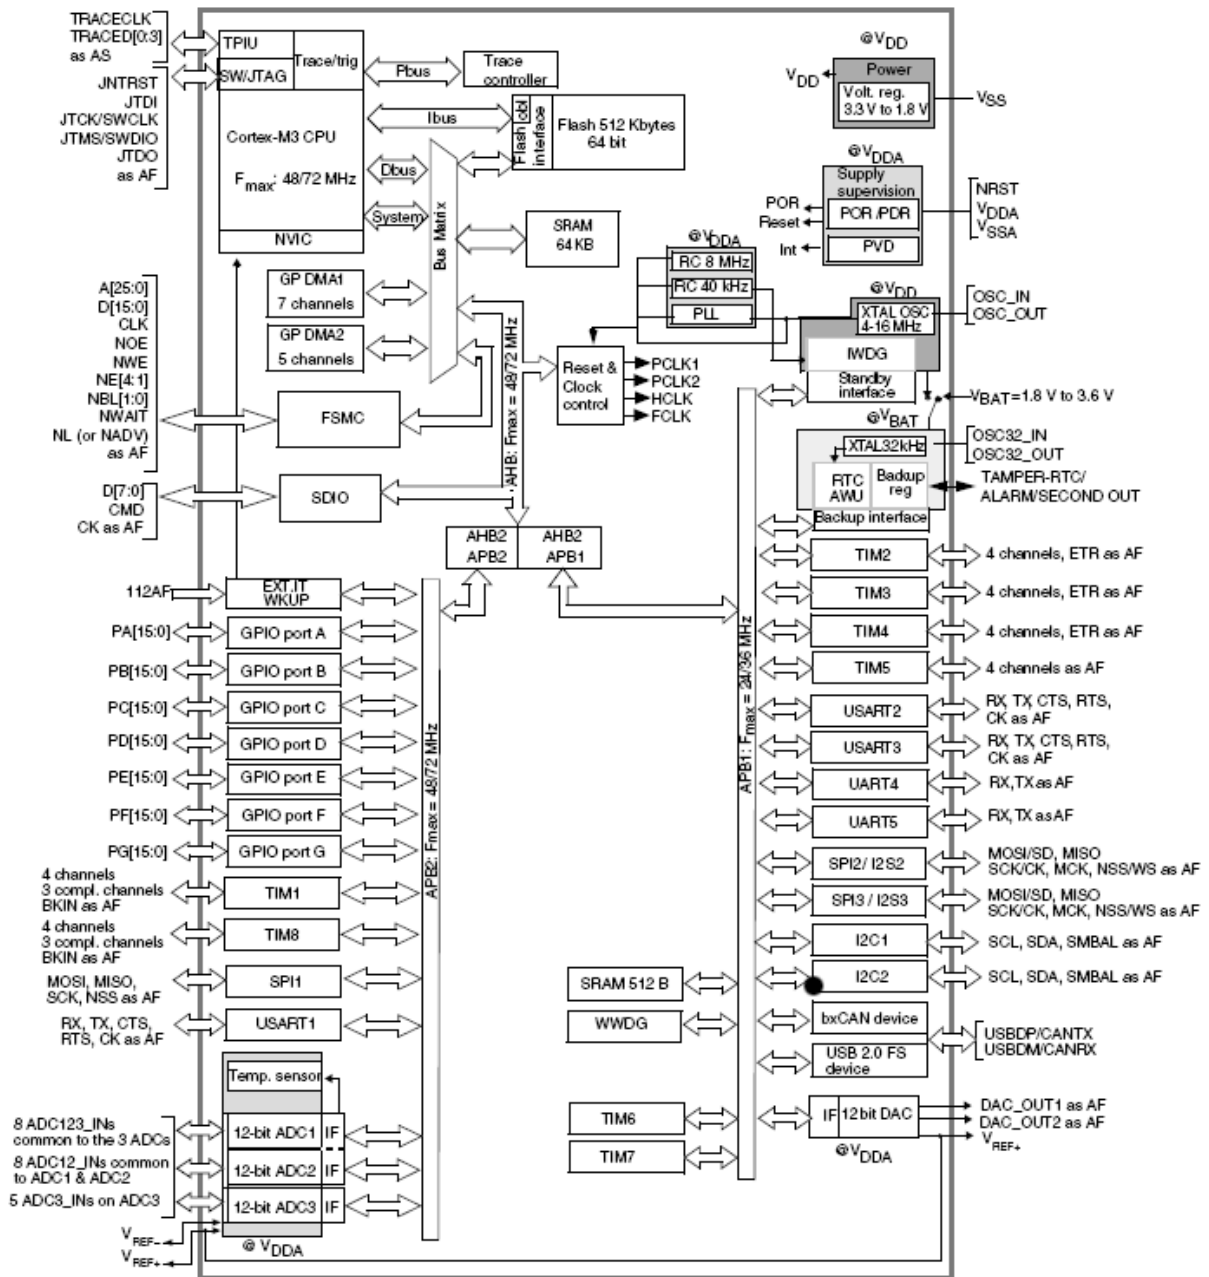 TRACECLK
TRACED[0:3]
as AS
JNTRST
JTDI
JTCK/SWCLK
JTMS/SWDIO
JTDO
as AF
TPIU
Trace/trig
SW/JTAG
Cortex-M3 CPU
Fmax: 48/72 MHz
NVIC
Pbus
Trace
controller
Ibus
Flash obl
interface
Flash 512 Kbytes
64 bit
Dbus
System
Bus Matrix
SRAM
64 KB
GP DMA1
7 channels
GP DMA2
5 channels
A[25:0]
D[15:0]
CLK
NOE
NWE
NE[4:1]
NBL[1:0]
NWAIT
NL (or NADV)
as AF
FSMC
D[7:0]
CMD
CK as AF
SDIO
AHB: Fmax = 48/72 MHz
@VDD
VDD
Power
Volt. reg.
3.3 V to 1.8 V
VSS
@VDDA
Supply
supervision
POR
Reset
POR / PDR
Int
PVD
NRST
VDDA
VSSA
@VDDA
RC 8 MHz
RC 40 kHz
PLL
Reset &
Clock
control
PCLK1
PCLK2
HCLK
FCLK
@VDD
XTAL OSC
4-16 MHz
OSC_IN
OSC_OUT
IWDG
Standby
interface
VBAT=1.8 V to 3.6 V
@VBAT
XTAL32kHz
OSC32_IN
OSC32_OUT
RTC
AWU
Backup
reg
TAMPER-RTC/
ALARM/SECOND OUT
Backup interface
AHB2
APB2
AHB2
APB1
112AF
EXT.IT
WKUP
PA[15:0]
GPIO port A
PB[15:0]
GPIO port B
PC[15:0]
GPIO port C
PD[15:0]
GPIO port D
PE[15:0]
GPIO port E
PF[15:0]
GPIO port F
PG[15:0]
GPIO port G
4 channels
3 compl. channels
BKIN as AF
TIM1
4 channels
3 compl. channels
BKIN as AF
TIM8
MOSI, MISO,
SCK, NSS as AF
SPI1
RX, TX, CTS,
RTS, CK as AF
USART1
Temp. sensor
8 ADC123_INs
common to the 3 ADCs
12-bit ADC1 IF
8 ADC12_INs common
to ADC1 & ADC2
12-bit ADC2 IF
5 ADC3_INs on ADC3
12-bit ADC3 IF
VREF-
VREF+
@ VDDA
APB2: Fmax = 48/72 MHz
APB1: Fmax = 24/36 MHz
TIM2
4 channels, ETR as AF
TIM3
4 channels, ETR as AF
TIM4
4 channels, ETR as AF
TIM5
4 channels as AF
USART2
RX, TX, CTS, RTS,
CK as AF
USART3
RX, TX, CTS, RTS,
CK as AF
UART4
RX,TX as AF
UART5
RX, TX as AF
SPI2 / I2S2
MOSI/SD, MISO
SCK/CK, MCK, NSS/WS as AF
SPI3 / I2S3
MOSI/SD, MISO
SCK/CK, MCK, NSS/WS as AF
I2C1
SCL, SDA, SMBAL as AF
I2C2
SCL, SDA, SMBAL as AF
SRAM 512 B
WWDG
bxCAN device
USB 2.0 FS
device
USBDP/CANTX
USBDM/CANRX
TIM6
TIM7
IF 12bit DAC
@VDDA
DAC_OUT1 as AF
DAC_OUT2 as AF
VREF+